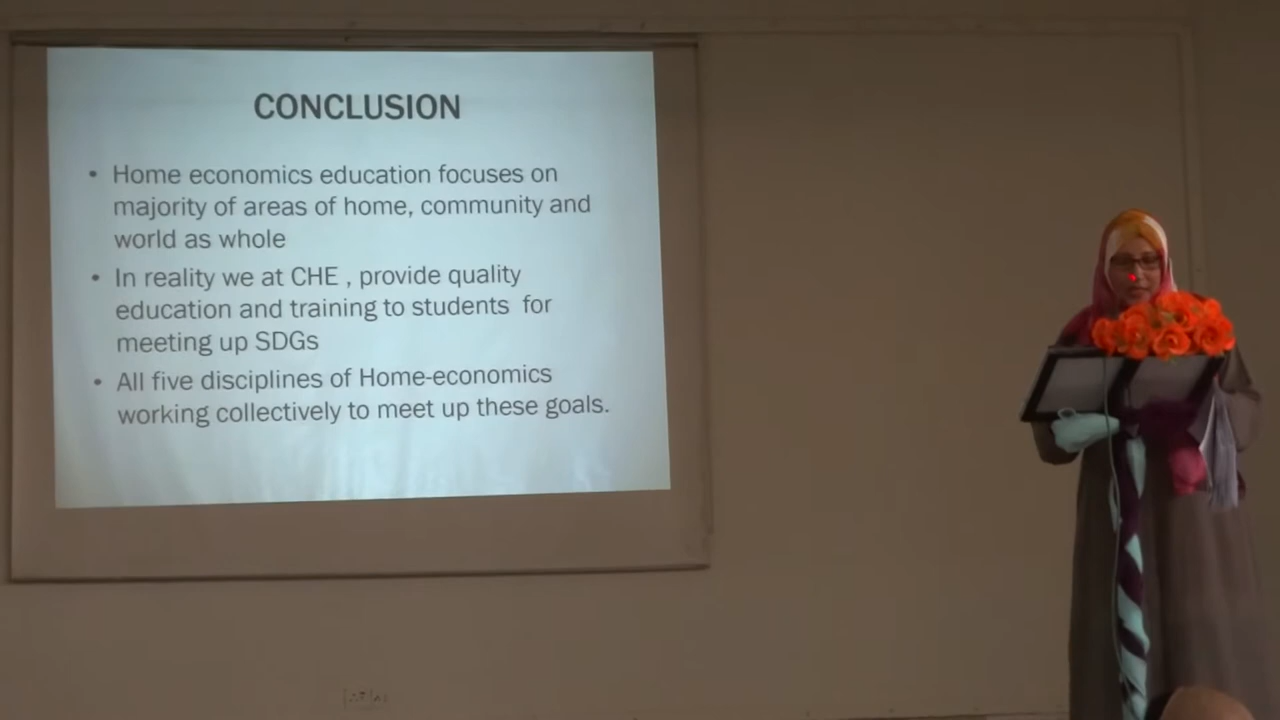 CONCLUSION
• Home economics education focuses on
majority of areas of home, community and
world as whole
• In reality we at CHE , provide quality
education and training to students for
meeting up SDGs
• All five disciplines of Home-economics
working collectively to meet up these goals.